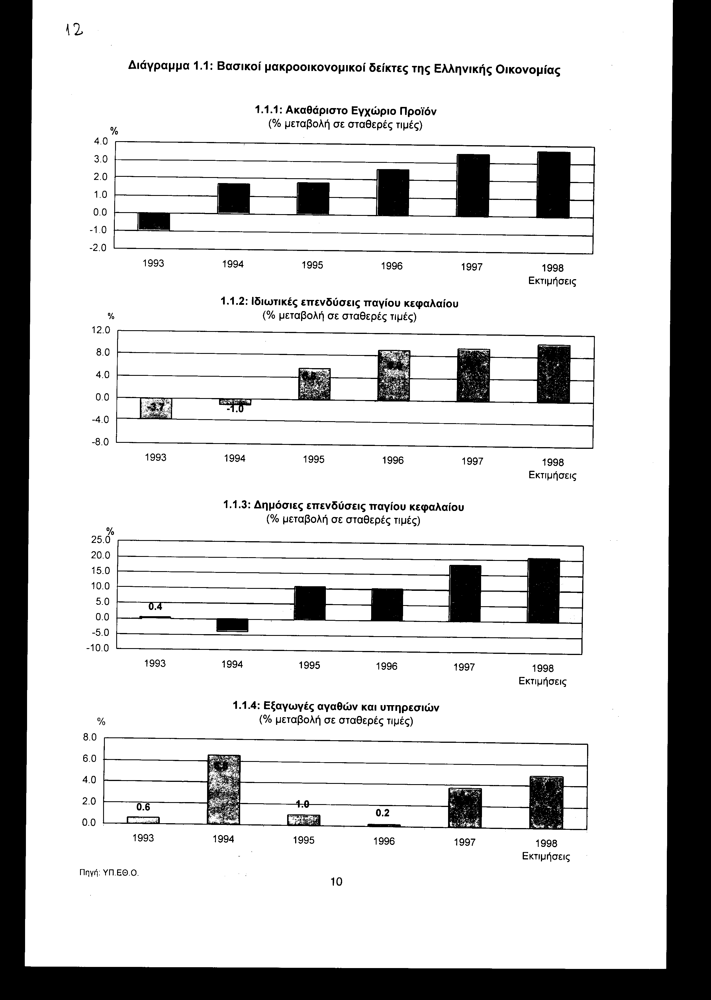 12
Διάγραμμα 1.1: Βασικοί μακροοικονομικοί δείκτες της Ελληνικής Οικονομίας
1.1.1: Ακαθάριστο Εγχώριο Προϊόν
(% μεταβολή σε σταθερές τιμές)
%
4.0
3.0
2.0
1.0
0.0
-1.0
-2.0
1993 1994 1995 1996 1997 1998
Εκτιμήσεις
1.1.2: Ιδιωτικές επενδύσεις παγίου κεφαλαίου
(% μεταβολή σε σταθερές τιμές)
%
12.0
8.0
4.0
0.0
-3.7 -1.0
-4.0
-8.0
1993 1994 1995 1996 1997 1998
Εκτιμήσεις
1.1.3: Δημόσιες επενδύσεις παγίου κεφαλαίου
(% μεταβολή σε σταθερές τιμές)
%
25.0
20.0
15.0
10.0
5.0
0.4
0.0
-5.0
-10.0
1993 1994 1995 1996 1997 1998
Εκτιμήσεις
1.1.4: Εξαγωγές αγαθών και υπηρεσιών
(% μεταβολή σε σταθερές τιμές)
%
8.0
6.0
4.0
2.0
0.6 1.0 0.2
0.0
1993 1994 1995 1996 1997 1998
Εκτιμήσεις
Πηγή: ΥΠ.ΕΘ.Ο.
10